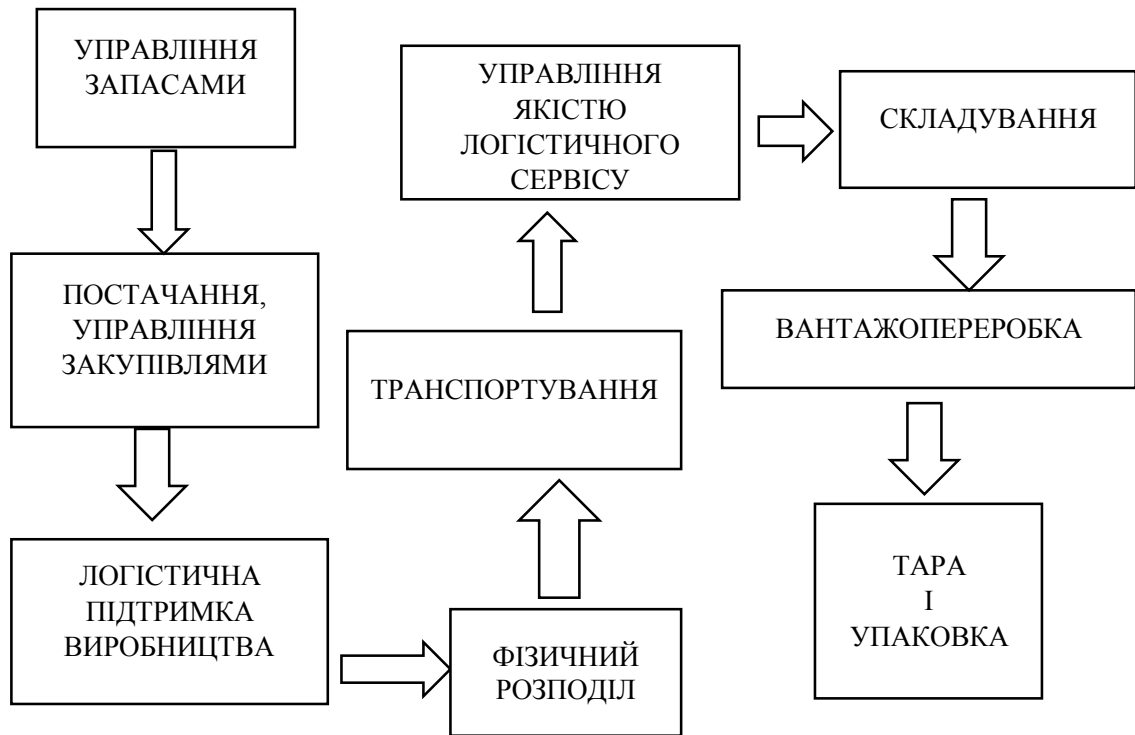 УПРАВЛІННЯ
ЗАПАСАМИ
ПОСТАЧАННЯ,
УПРАВЛІННЯ
ЗАКУПІВЛЯМИ
ЛОГІСТИЧНА
ПІДТРИМКА
ВИРОБНИЦТВА
ФІЗИЧНИЙ
РОЗПОДІЛ
ТРАНСПОРТУВАННЯ
УПРАВЛІННЯ
ЯКІСТЮ
ЛОГІСТИЧНОГО
СЕРВІСУ
СКЛАДУВАННЯ
ВАНТАЖОПЕРЕРОБКА
ТАРА
І
УПАКОВКА